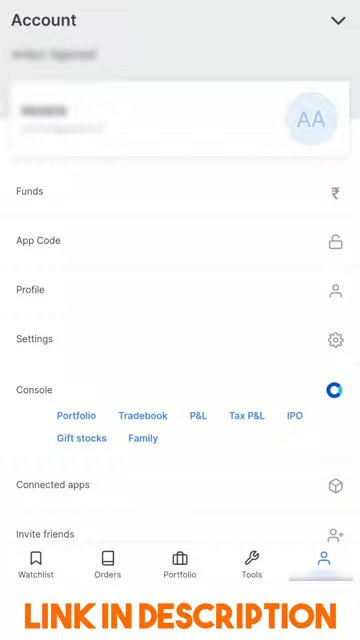 Account
AA
Funds
App Code
Profile
Settings
Console
Portfolio Tradebook P&L Tax P&L IPO
Gift stocks Family
Connected apps
Invite friends
Watchlist Orders Portfolio Tools
LINK IN DESCRIPTION